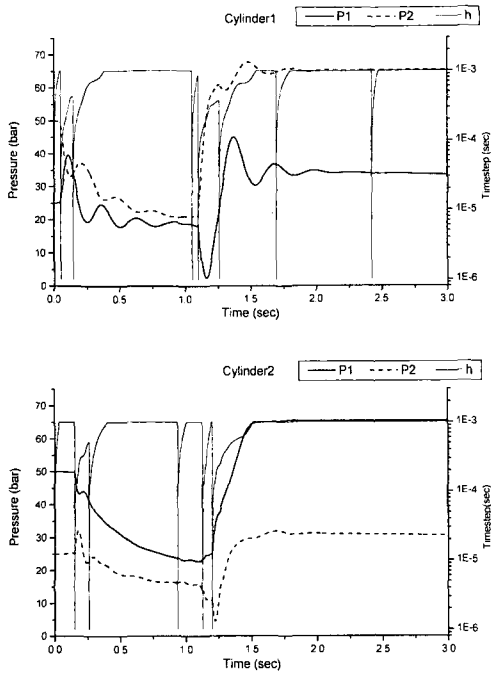 Cylinder1
P1 P2 h
Pressure (bar)
70
60
50
40
30
20
10
0
Timestep (sec)
1E-3
1E-4
1E-5
1E-6
0.0 0.5 1.0 1.5 2.0 2.5 3.0
Time (sec)
Cylinder2
P1 P2 h
Pressure (bar)
70
60
50
40
30
20
10
0
Timestep(sec)
1E-3
1E-4
1E-5
1E-6
0.0 0.5 1.0 1.5 2.0 2.5 3.0
Time (sec)